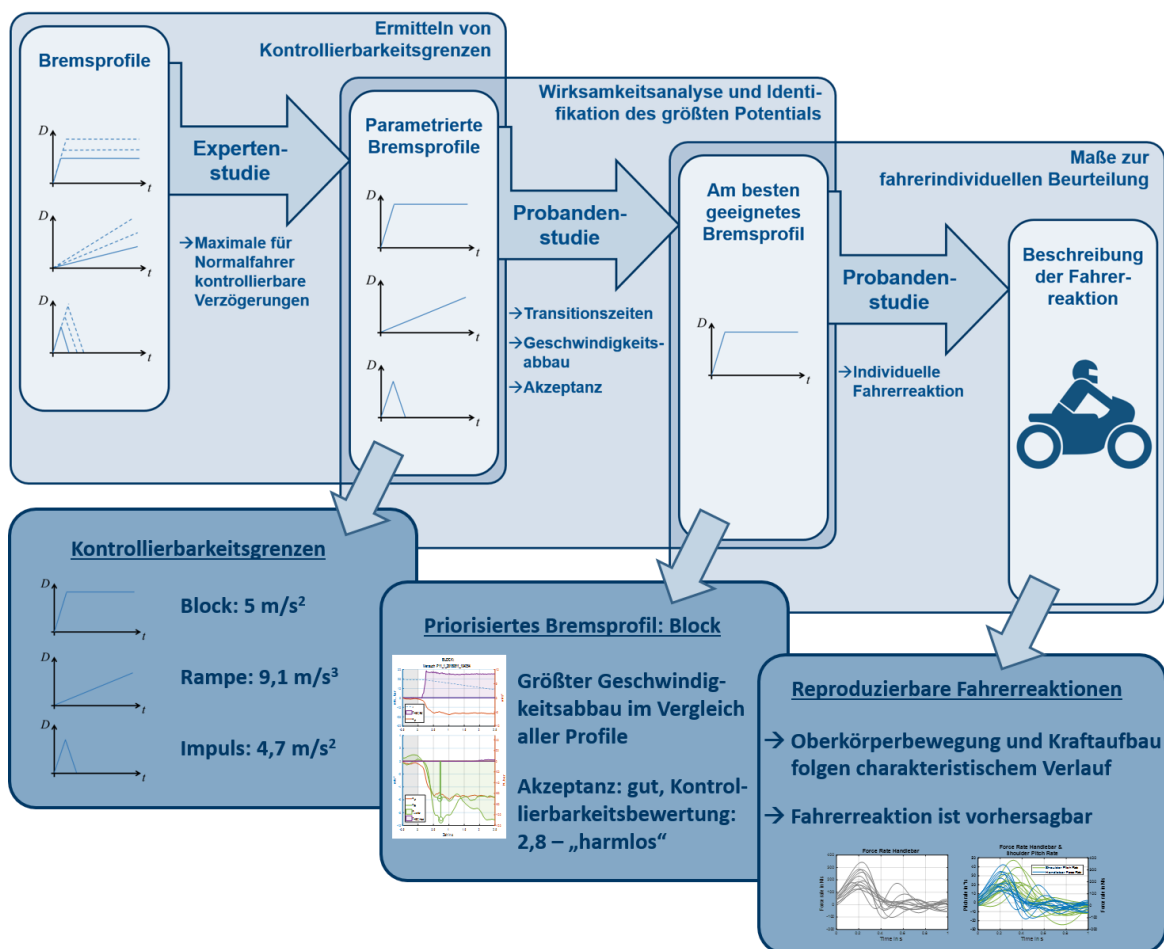 Ermitteln von
Kontrollierbarkeitsgrenzen
Bremsprofile
D
t
D
t
D
t
Experten-
studie
→Maximale für
Normalfahrer
kontrollierbare
Verzögerungen
Wirksamkeitsanalyse und Identi-
fikation des größten Potentials
Parametrierte
Bremsprofile
D
t
D
t
D
t
Probanden-
studie
→Transitionszeiten
→Geschwindigkeits-
abbau
→Akzeptanz
Maße zur
fahrerindividuellen Beurteilung
Am besten
geeignetes
Bremsprofil
D
t
Probanden-
studie
→Individuelle
Fahrerreaktion
Beschreibung
der Fahrer-
reaktion
Kontrollierbarkeitsgrenzen
D
t
Block: 5 m/s²
D
t
Rampe: 9,1 m/s³
D
t
Impuls: 4,7 m/s²
Priorisiertes Bremsprofil: Block
Größter Geschwindig-
keitsabbau im Vergleich
aller Profile
Akzeptanz: gut, Kontrol-
lierbarkeitsbewertung:
2,8 – „harmlos“
Reproduzierbare Fahrerreaktionen
→ Oberkörperbewegung und Kraftaufbau
folgen charakteristischem Verlauf
→ Fahrerreaktion ist vorhersagbar
Force Rate Handlebar
Time in s
Force Rate Handlebar &
Shoulder Pitch Rate
Time in s